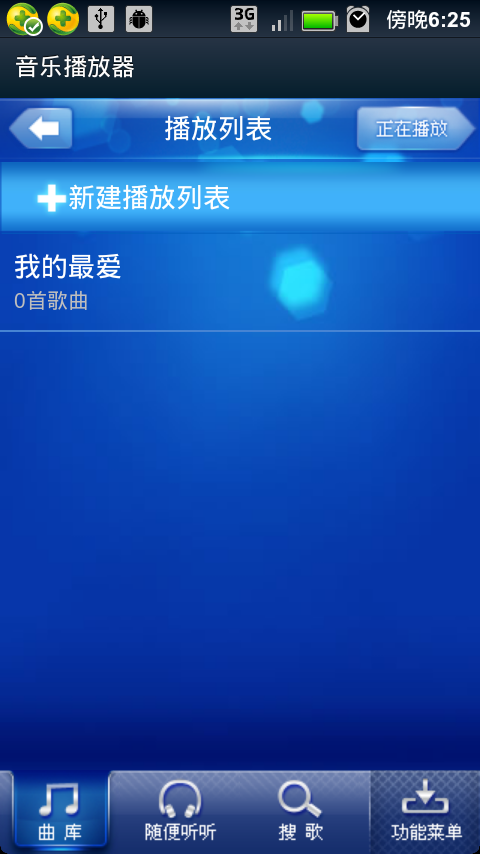 3G
傍晚6:25
音乐播放器
播放列表
正在播放
新建播放列表
我的最爱
0首歌曲
曲 库
随便听听
搜 歌
功能菜单